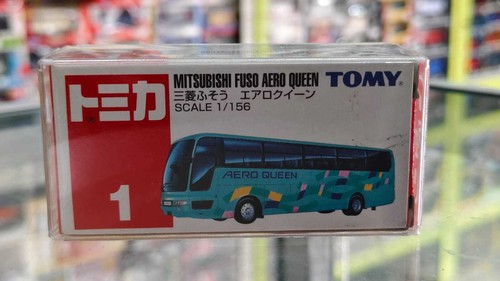 トミカ
1
MITSUBISHI FUSO AERO QUEEN
TOMY
三菱ふそう エアロクイーン
SCALE 1/156
AERO QUEEN